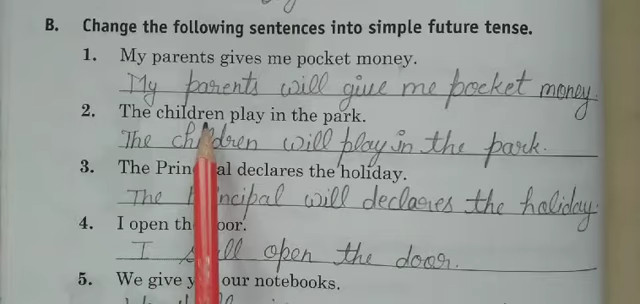 B. Change the following sentences into simple future tense.
1. My parents gives me pocket money.
My parents will give me pocket money.
2. The children play in the park.
The children will play in the park.
3. The Prin al declares the holiday.
The ncipal will declares the holiday.
4. I open th oor.
I ll open the door.
5. We give y our notebooks.